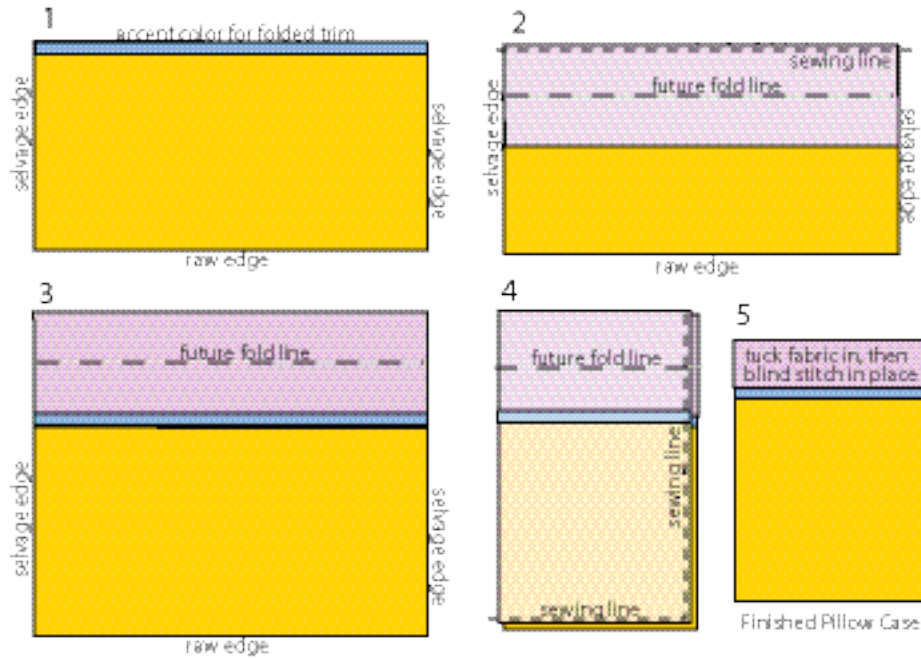 1
accent color for folded trim
selvage edge
selvage edge
raw edge
2
sewing line
future fold line
selvage edge
selvage edge
raw edge
3
future fold line
selvage edge
selvage edge
raw edge
4
future fold line
sewing line
sewing line
5
tuck fabric in, then
blind stitch in place
Finished Pillow Case